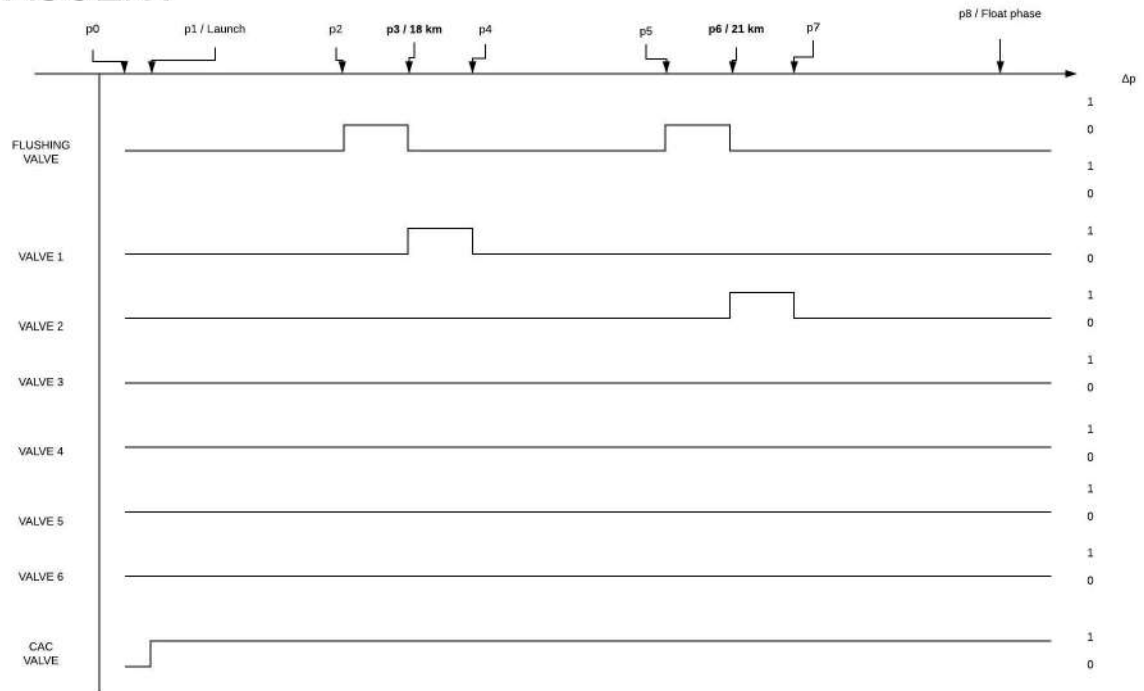 p0
p1 / Launch
p2
p3 / 18 km
p4
p5
p6 / 21 km
p7
p8 / Float phase
Δp
1
0
FLUSHING
VALVE
1
0
VALVE 1
1
0
VALVE 2
1
0
VALVE 3
1
0
VALVE 4
1
0
VALVE 5
1
0
VALVE 6
1
0
CAC
VALVE
1
0